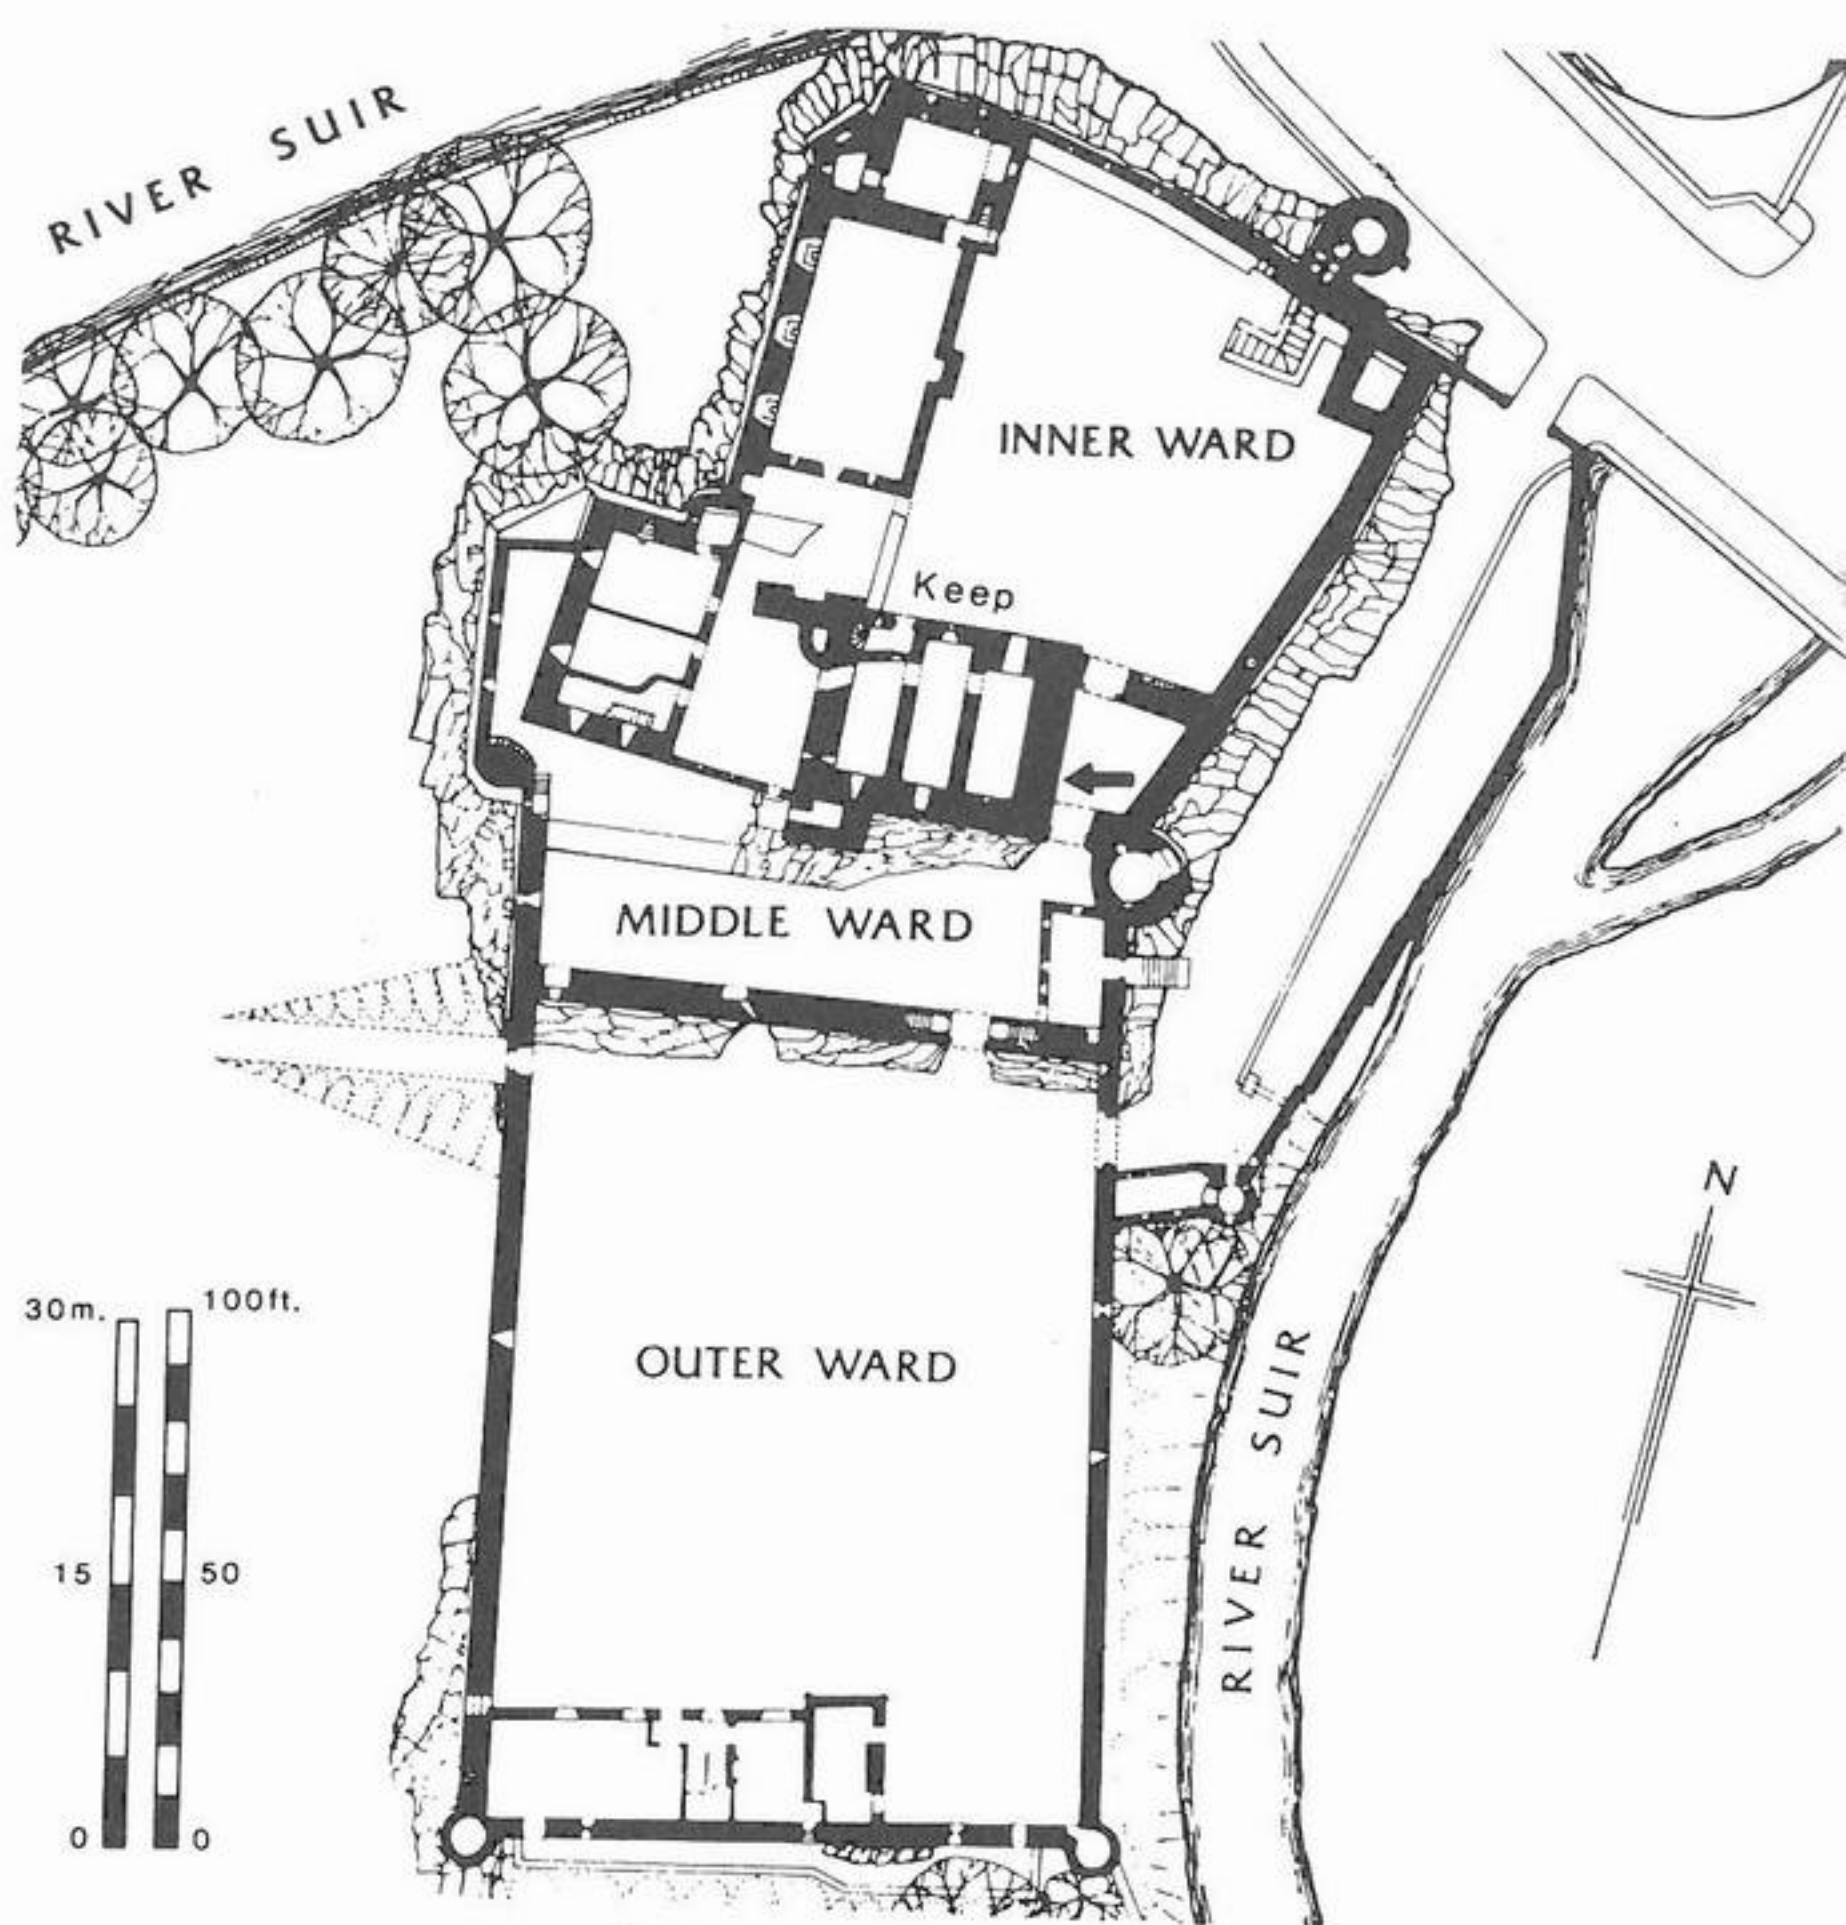 RIVER SUIR
INNER WARD
Keep
MIDDLE WARD
N
30m. 100ft.
OUTER WARD
RIVER SUIR
15 50
0 0